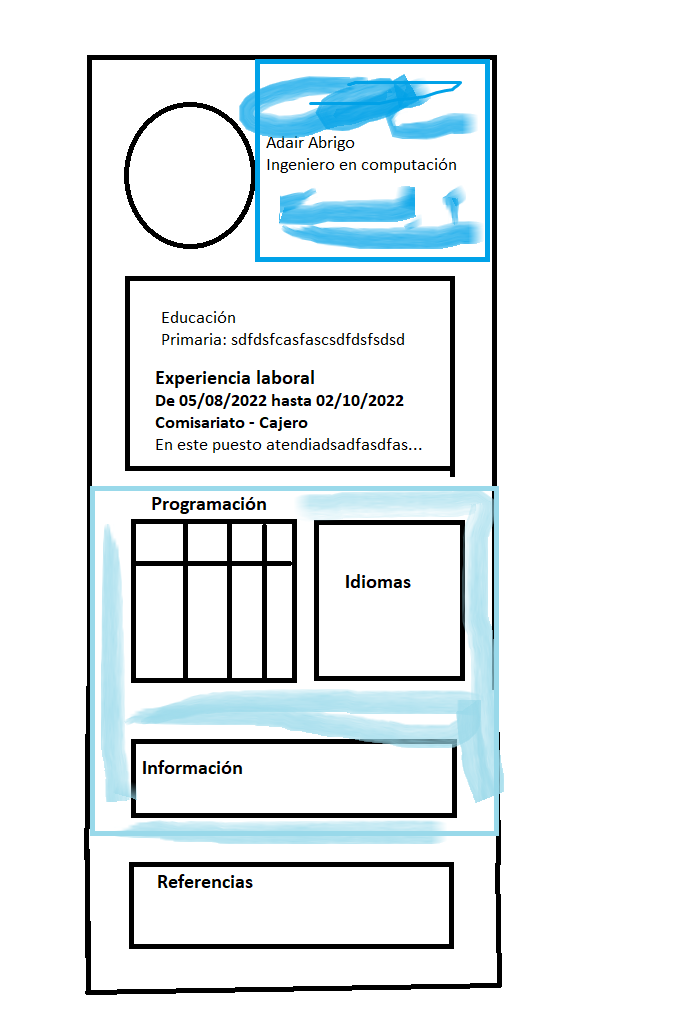 Adair Abrigo
Ingeniero en computación
Educación
Primaria: sdfdsfcasfascsdfdsfsdsd
Experiencia laboral
De 05/08/2022 hasta 02/10/2022
Comisariato - Cajero
En este puesto atendiadsadfasdfas...
Programación
Idiomas
Información
Referencias